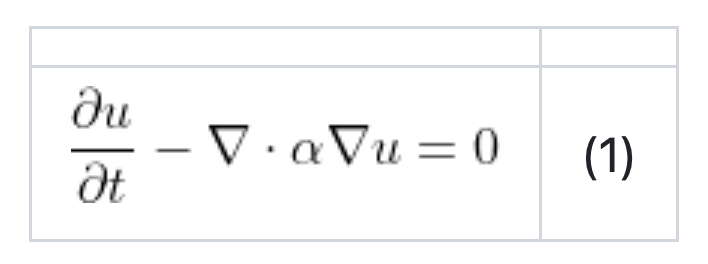 ∂u/∂t − ∇ · α∇u = 0 (1)